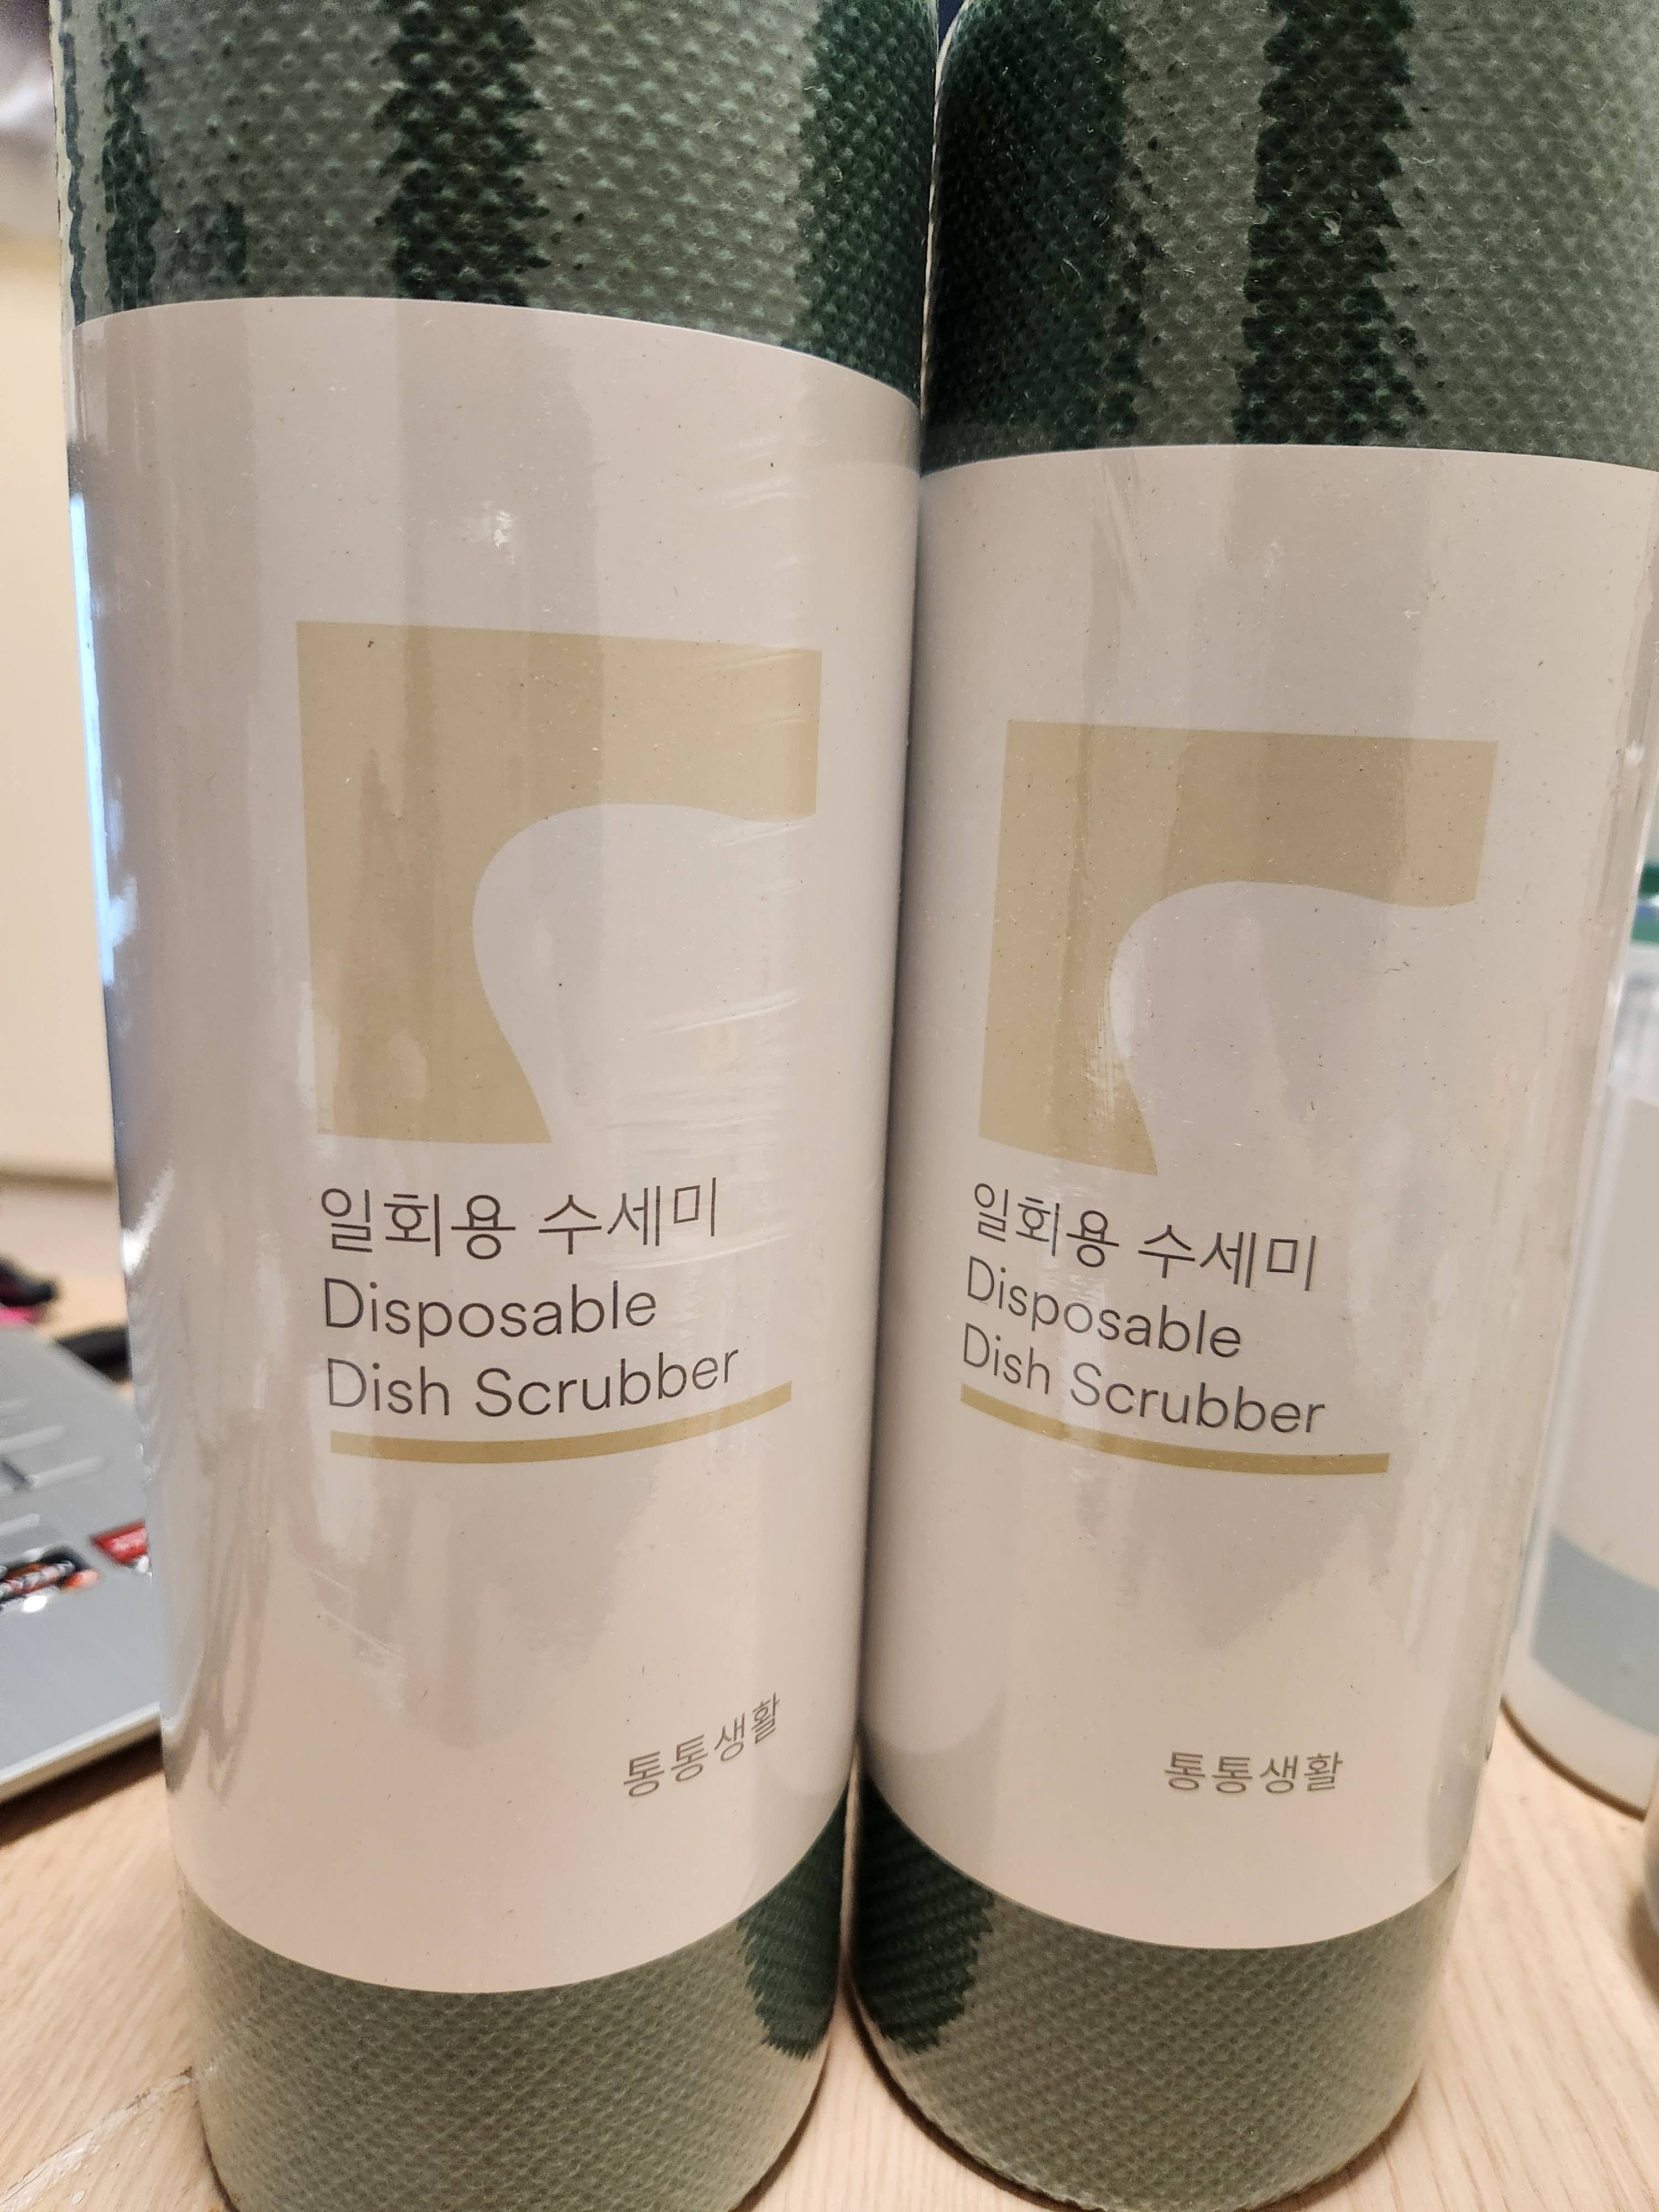 일회용 수세미
Disposable
Dish Scrubber
통통생활
일회용 수세미
Disposable
Dish Scrubber
통통생활